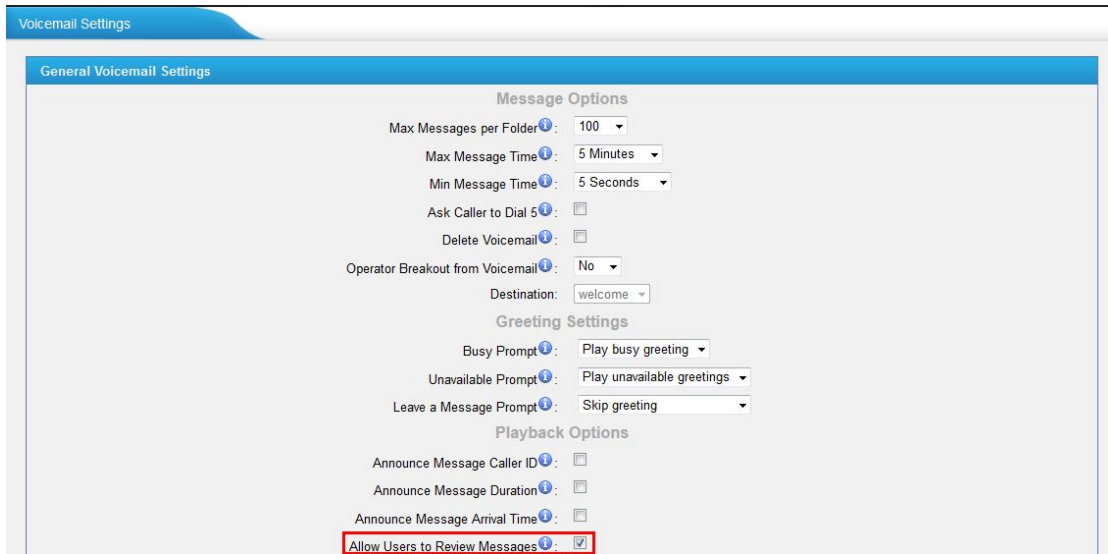 Voicemail Settings
General Voicemail Settings
Message Options
Max Messages per Folder: 100
Max Message Time: 5 Minutes
Min Message Time: 5 Seconds
Ask Caller to Dial 5:
Delete Voicemail:
Operator Breakout from Voicemail: No
Destination: welcome
Greeting Settings
Busy Prompt: Play busy greeting
Unavailable Prompt: Play unavailable greetings
Leave a Message Prompt: Skip greeting
Playback Options
Announce Message Caller ID:
Announce Message Duration:
Announce Message Arrival Time:
Allow Users to Review Messages: